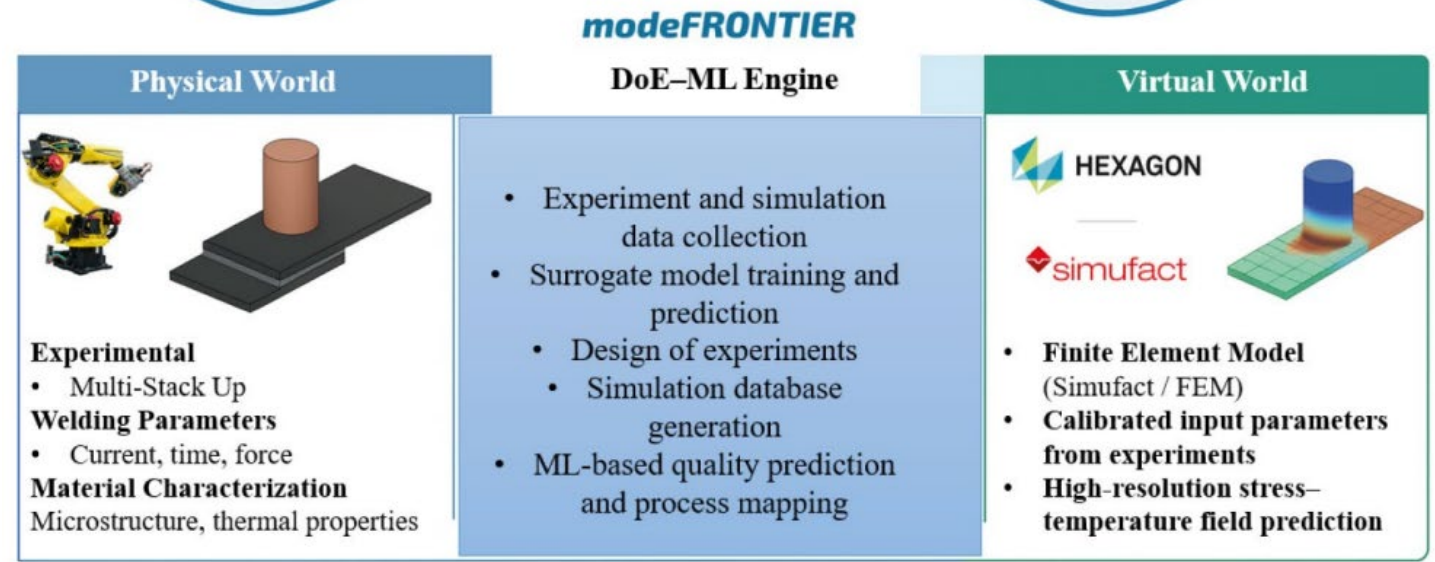 modeFRONTIER
Physical World
DoE–ML Engine
Virtual World
HEXAGON
simufact
Experimental
• Multi-Stack Up
Welding Parameters
• Current, time, force
Material Characterization
Microstructure, thermal properties
• Experiment and simulation
data collection
• Surrogate model training and
prediction
• Design of experiments
• Simulation database
generation
• ML-based quality prediction
and process mapping
• Finite Element Model
(Simufact / FEM)
• Calibrated input parameters
from experiments
• High-resolution stress–
temperature field prediction